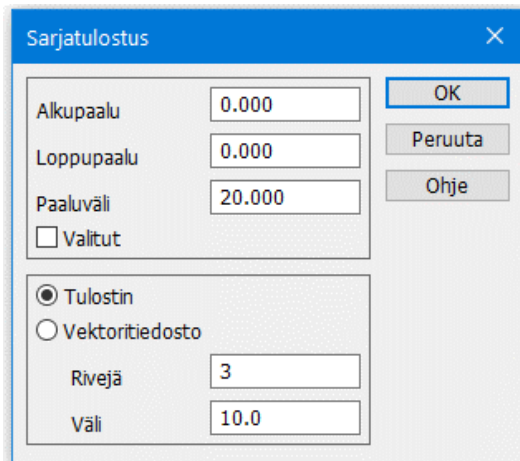 Sarjatulostus
Alkupaalu 0.000
Loppupaalu 0.000
Paaluväli 20.000
Valitut
OK
Peruuta
Ohje
Tulostin
Vektoritiedosto
Rivejä 3
Väli 10.0